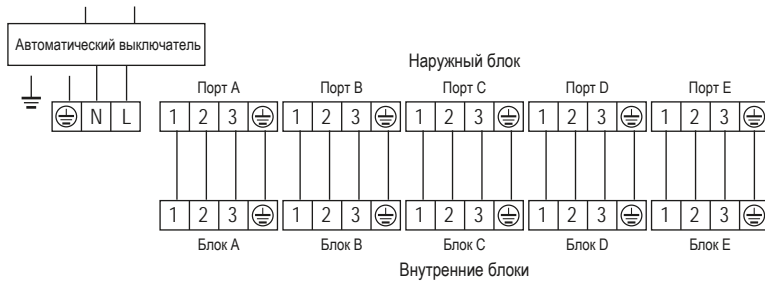 Автоматический выключатель
Наружный блок
Порт A Порт B Порт C Порт D Порт E
N L 1 2 3 1 2 3 1 2 3 1 2 3 1 2 3
1 2 3 1 2 3 1 2 3 1 2 3 1 2 3
Блок A Блок B Блок C Блок D Блок E
Внутренние блоки